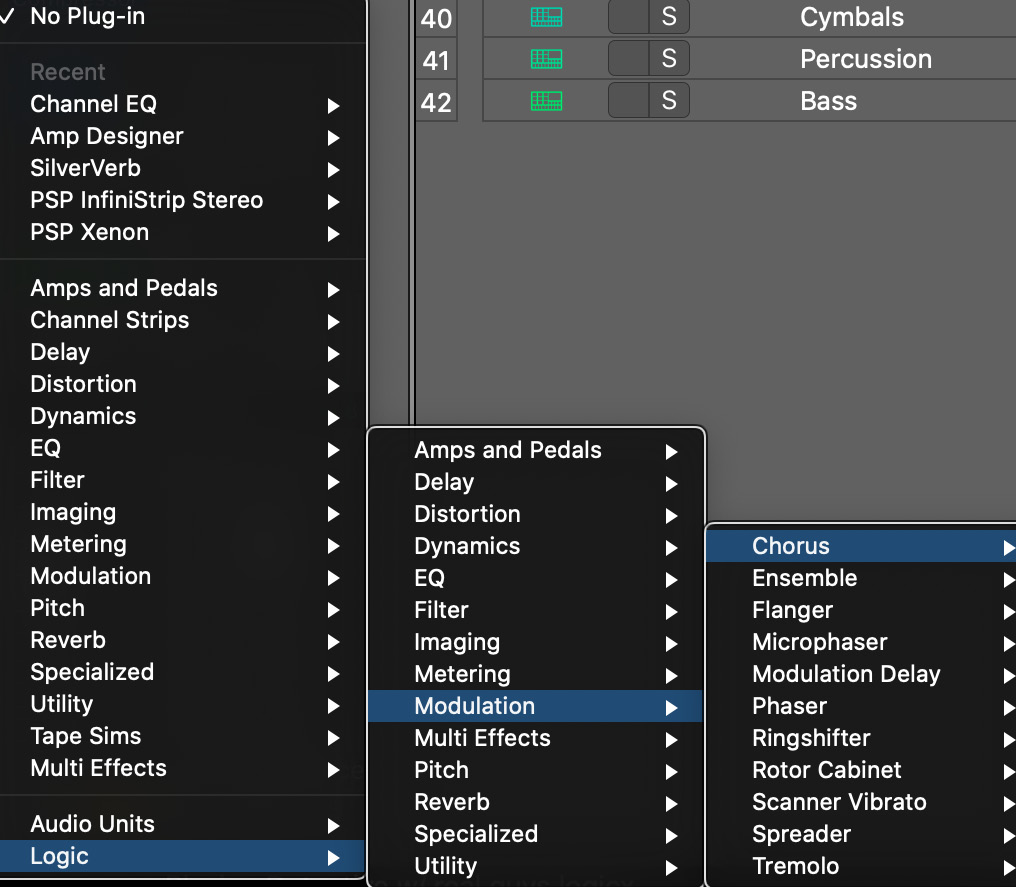 No Plug-in
Recent
Channel EQ
Amp Designer
SilverVerb
PSP InfiniStrip Stereo
PSP Xenon
Amps and Pedals
Channel Strips
Delay
Distortion
Dynamics
EQ
Filter
Imaging
Metering
Modulation
Pitch
Reverb
Specialized
Utility
Tape Sims
Multi Effects
Audio Units
Logic
Amps and Pedals
Delay
Distortion
Dynamics
EQ
Filter
Imaging
Metering
Modulation
Multi Effects
Pitch
Reverb
Specialized
Utility
Chorus
Ensemble
Flanger
Microphaser
Modulation Delay
Phaser
Ringshifter
Rotor Cabinet
Scanner Vibrato
Spreader
Tremolo
40 S Cymbals
41 S Percussion
42 S Bass